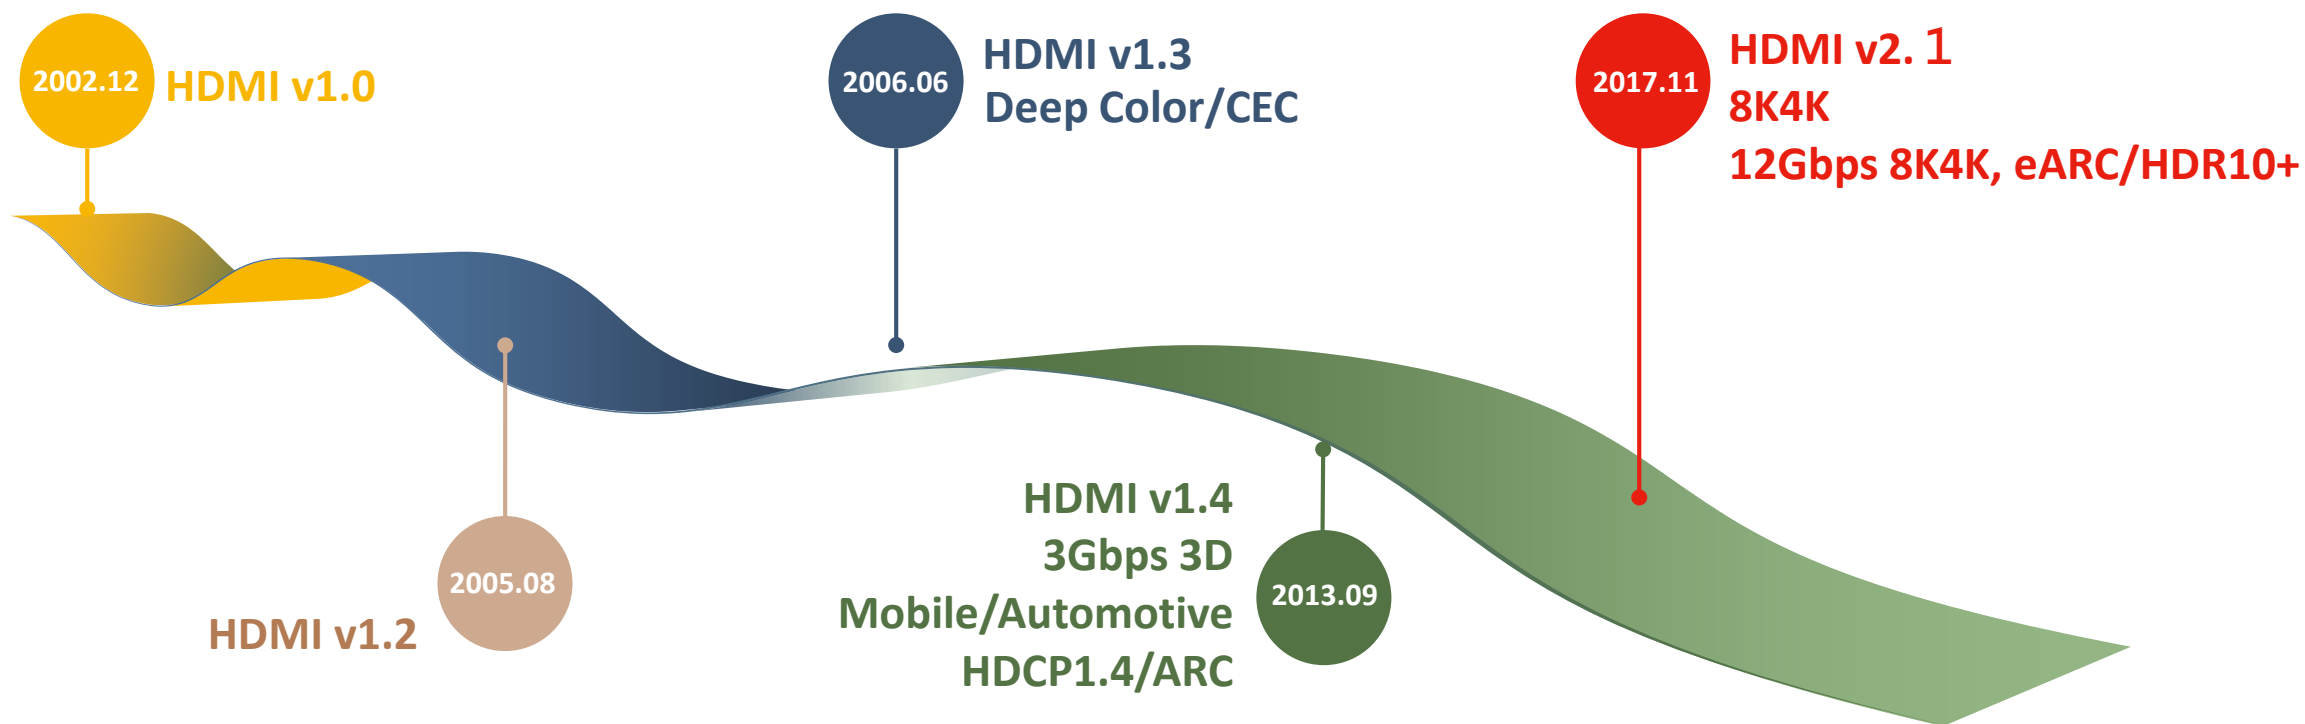 2002.12
HDMI v1.0
2005.08
HDMI v1.2
2006.06
HDMI v1.3
Deep Color/CEC
2013.09
HDMI v1.4
3Gbps 3D
Mobile/Automotive
HDCP1.4/ARC
2017.11
HDMI v2. 1
8K4K
12Gbps 8K4K, eARC/HDR10+